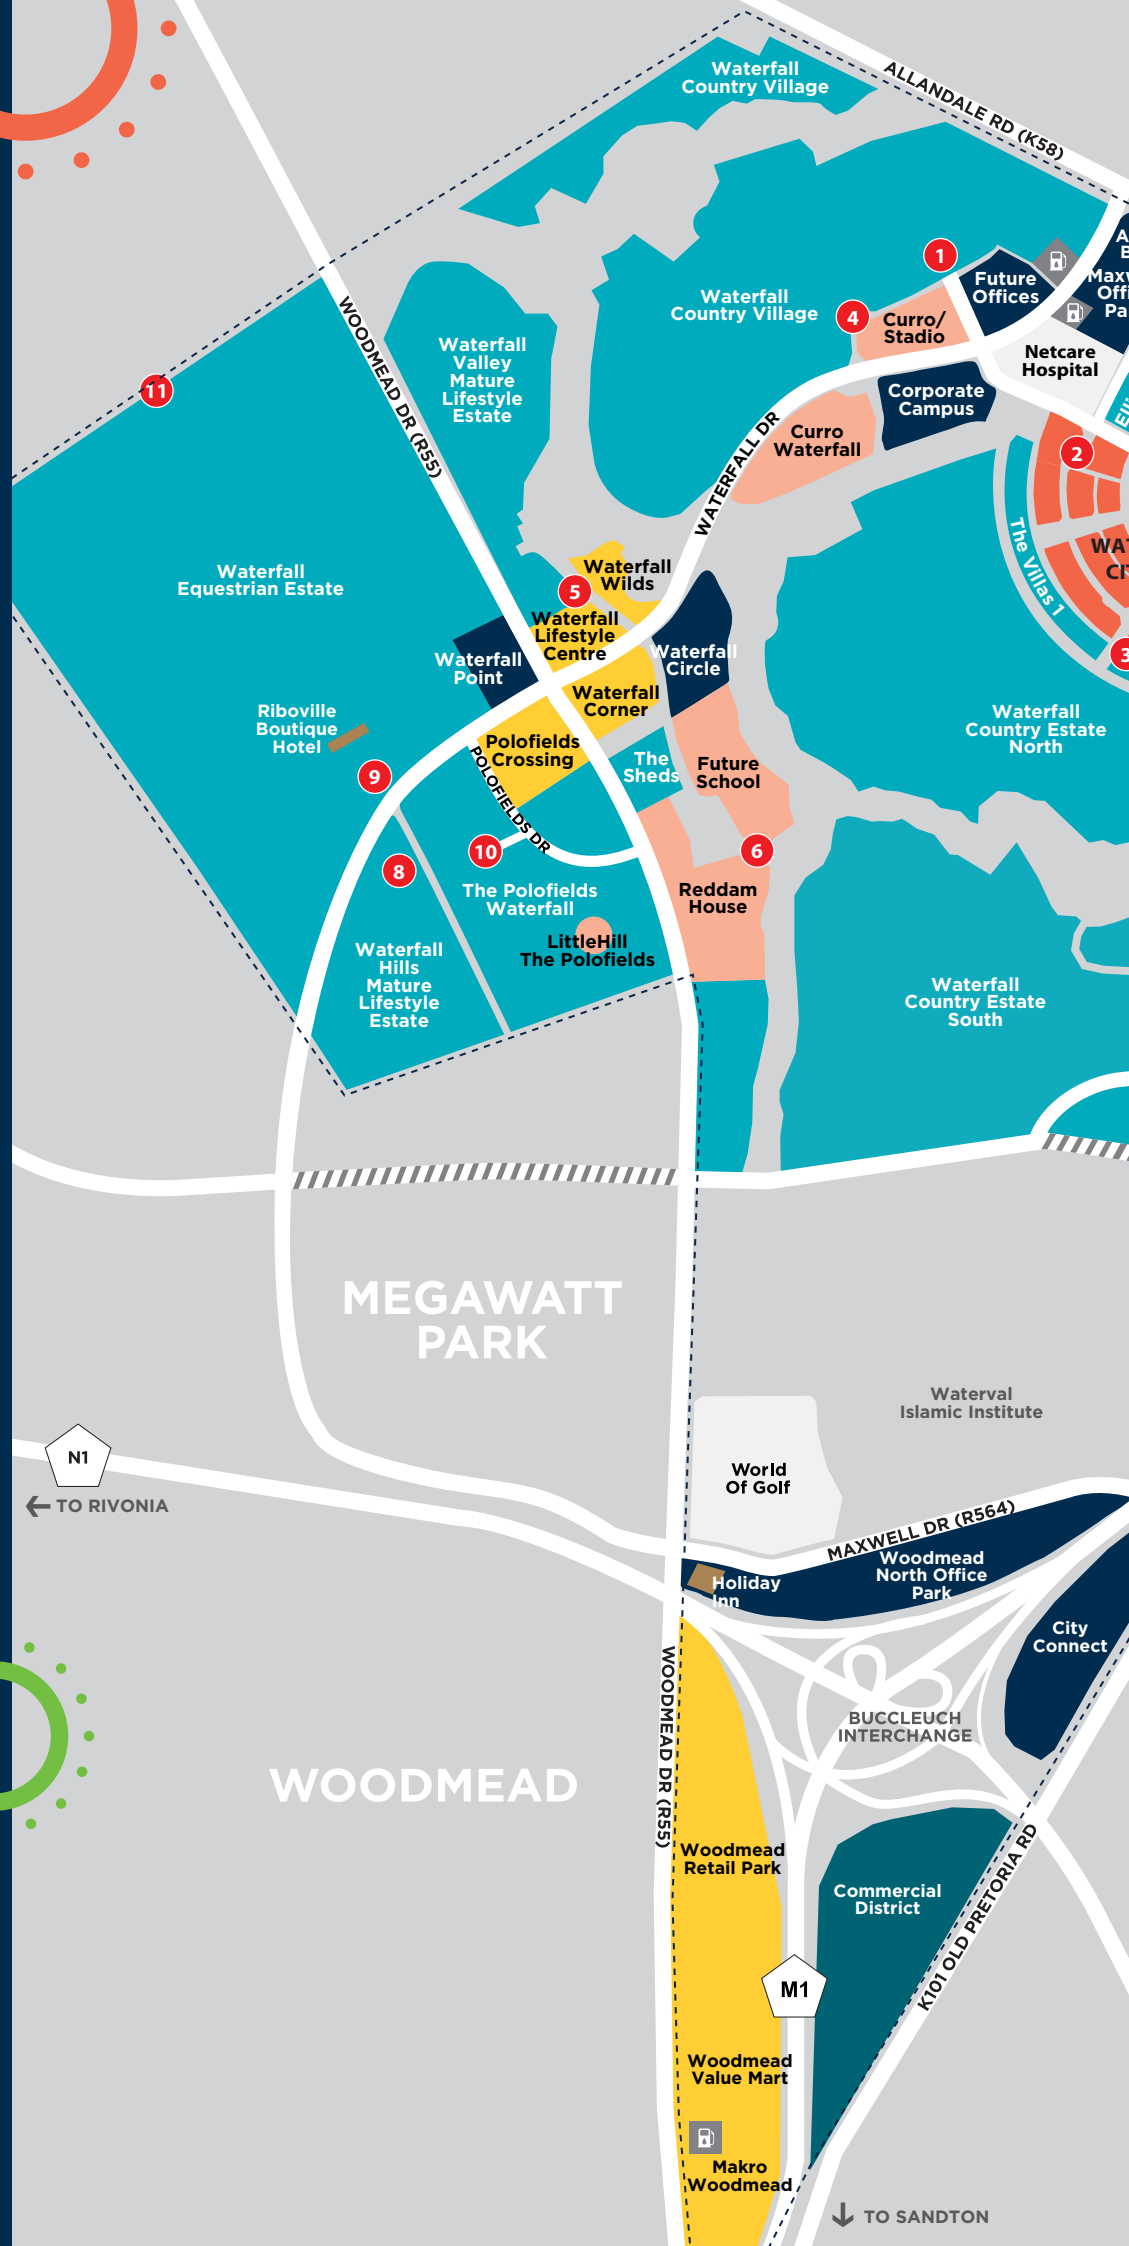 Waterfall
Country Village
ALLANDALE RD (K58)
1
Future
Offices
Waterfall
Country Village
4
Curro/
Stadio
Netcare
Hospital
WOODMEAD DR (R55)
Waterfall
Valley
Mature
Lifestyle
Estate
11
Corporate
Campus
WATERFALL DR
Curro
Waterfall
2
The Villas 1
Waterfall
Equestrian Estate
Waterfall
Wilds
5
Waterfall
Lifestyle
Centre
Waterfall
Point
Waterfall
Circle
3
Waterfall
Corner
Riboville
Boutique
Hotel
Polofields
Crossing
The
Sheds
Future
School
Waterfall
Country Estate
North
9
POLOFIELDS DR
10
6
8
The Polofields
Waterfall
Reddam
House
LittleHill
The Polofields
Waterfall
Hills
Mature
Lifestyle
Estate
Waterfall
Country Estate
South
MEGAWATT
PARK
Waterval
Islamic Institute
N1
TO RIVONIA
World
Of Golf
MAXWELL DR (R564)
Woodmead
North Office
Park
Holiday
Inn
City
Connect
WOODMEAD DR (R55)
BUCCLEUCH
INTERCHANGE
WOODMEAD
Woodmead
Retail Park
K101 OLD PRETORIA RD
Commercial
District
M1
Woodmead
Value Mart
Makro
Woodmead
TO SANDTON